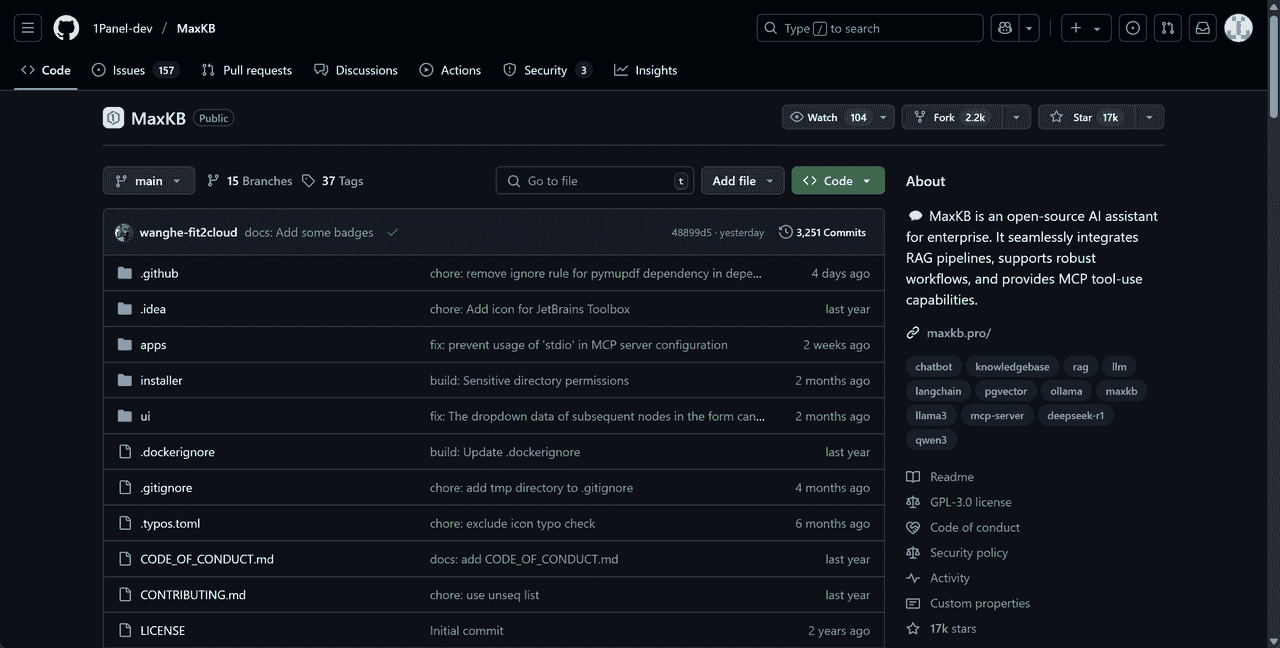 1Panel-dev / MaxKB
Type / to search
Code Issues 157 Pull requests Discussions Actions Security 3 Insights
MaxKB Public
Watch 104 Fork 2.2k Star 17k
main 15 Branches 37 Tags
Go to file t Add file Code
wanghe-fit2cloud docs: Add some badges 48899d5 · yesterday 3,251 Commits
.github chore: remove ignore rule for pymupdf dependency in depe... 4 days ago
.idea chore: Add icon for JetBrains Toolbox last year
apps fix: prevent usage of 'stdio' in MCP server configuration 2 weeks ago
installer build: Sensitive directory permissions 2 months ago
ui fix: The dropdown data of subsequent nodes in the form can... 2 months ago
.dockerignore build: Update .dockerignore last year
.gitignore chore: add tmp directory to .gitignore 4 months ago
.typos.toml chore: exclude icon typo check 6 months ago
CODE_OF_CONDUCT.md docs: add CODE_OF_CONDUCT.md last year
CONTRIBUTING.md chore: use unseq list last year
LICENSE Initial commit 2 years ago
About
MaxKB is an open-source AI assistant
for enterprise. It seamlessly integrates
RAG pipelines, supports robust
workflows, and provides MCP tool-use
capabilities.
maxkb.pro/
chatbot knowledgebase rag llm
langchain pgvector ollama maxkb
llama3 mcp-server deepseek-r1
qwen3
Readme
GPL-3.0 license
Code of conduct
Security policy
Activity
Custom properties
17k stars